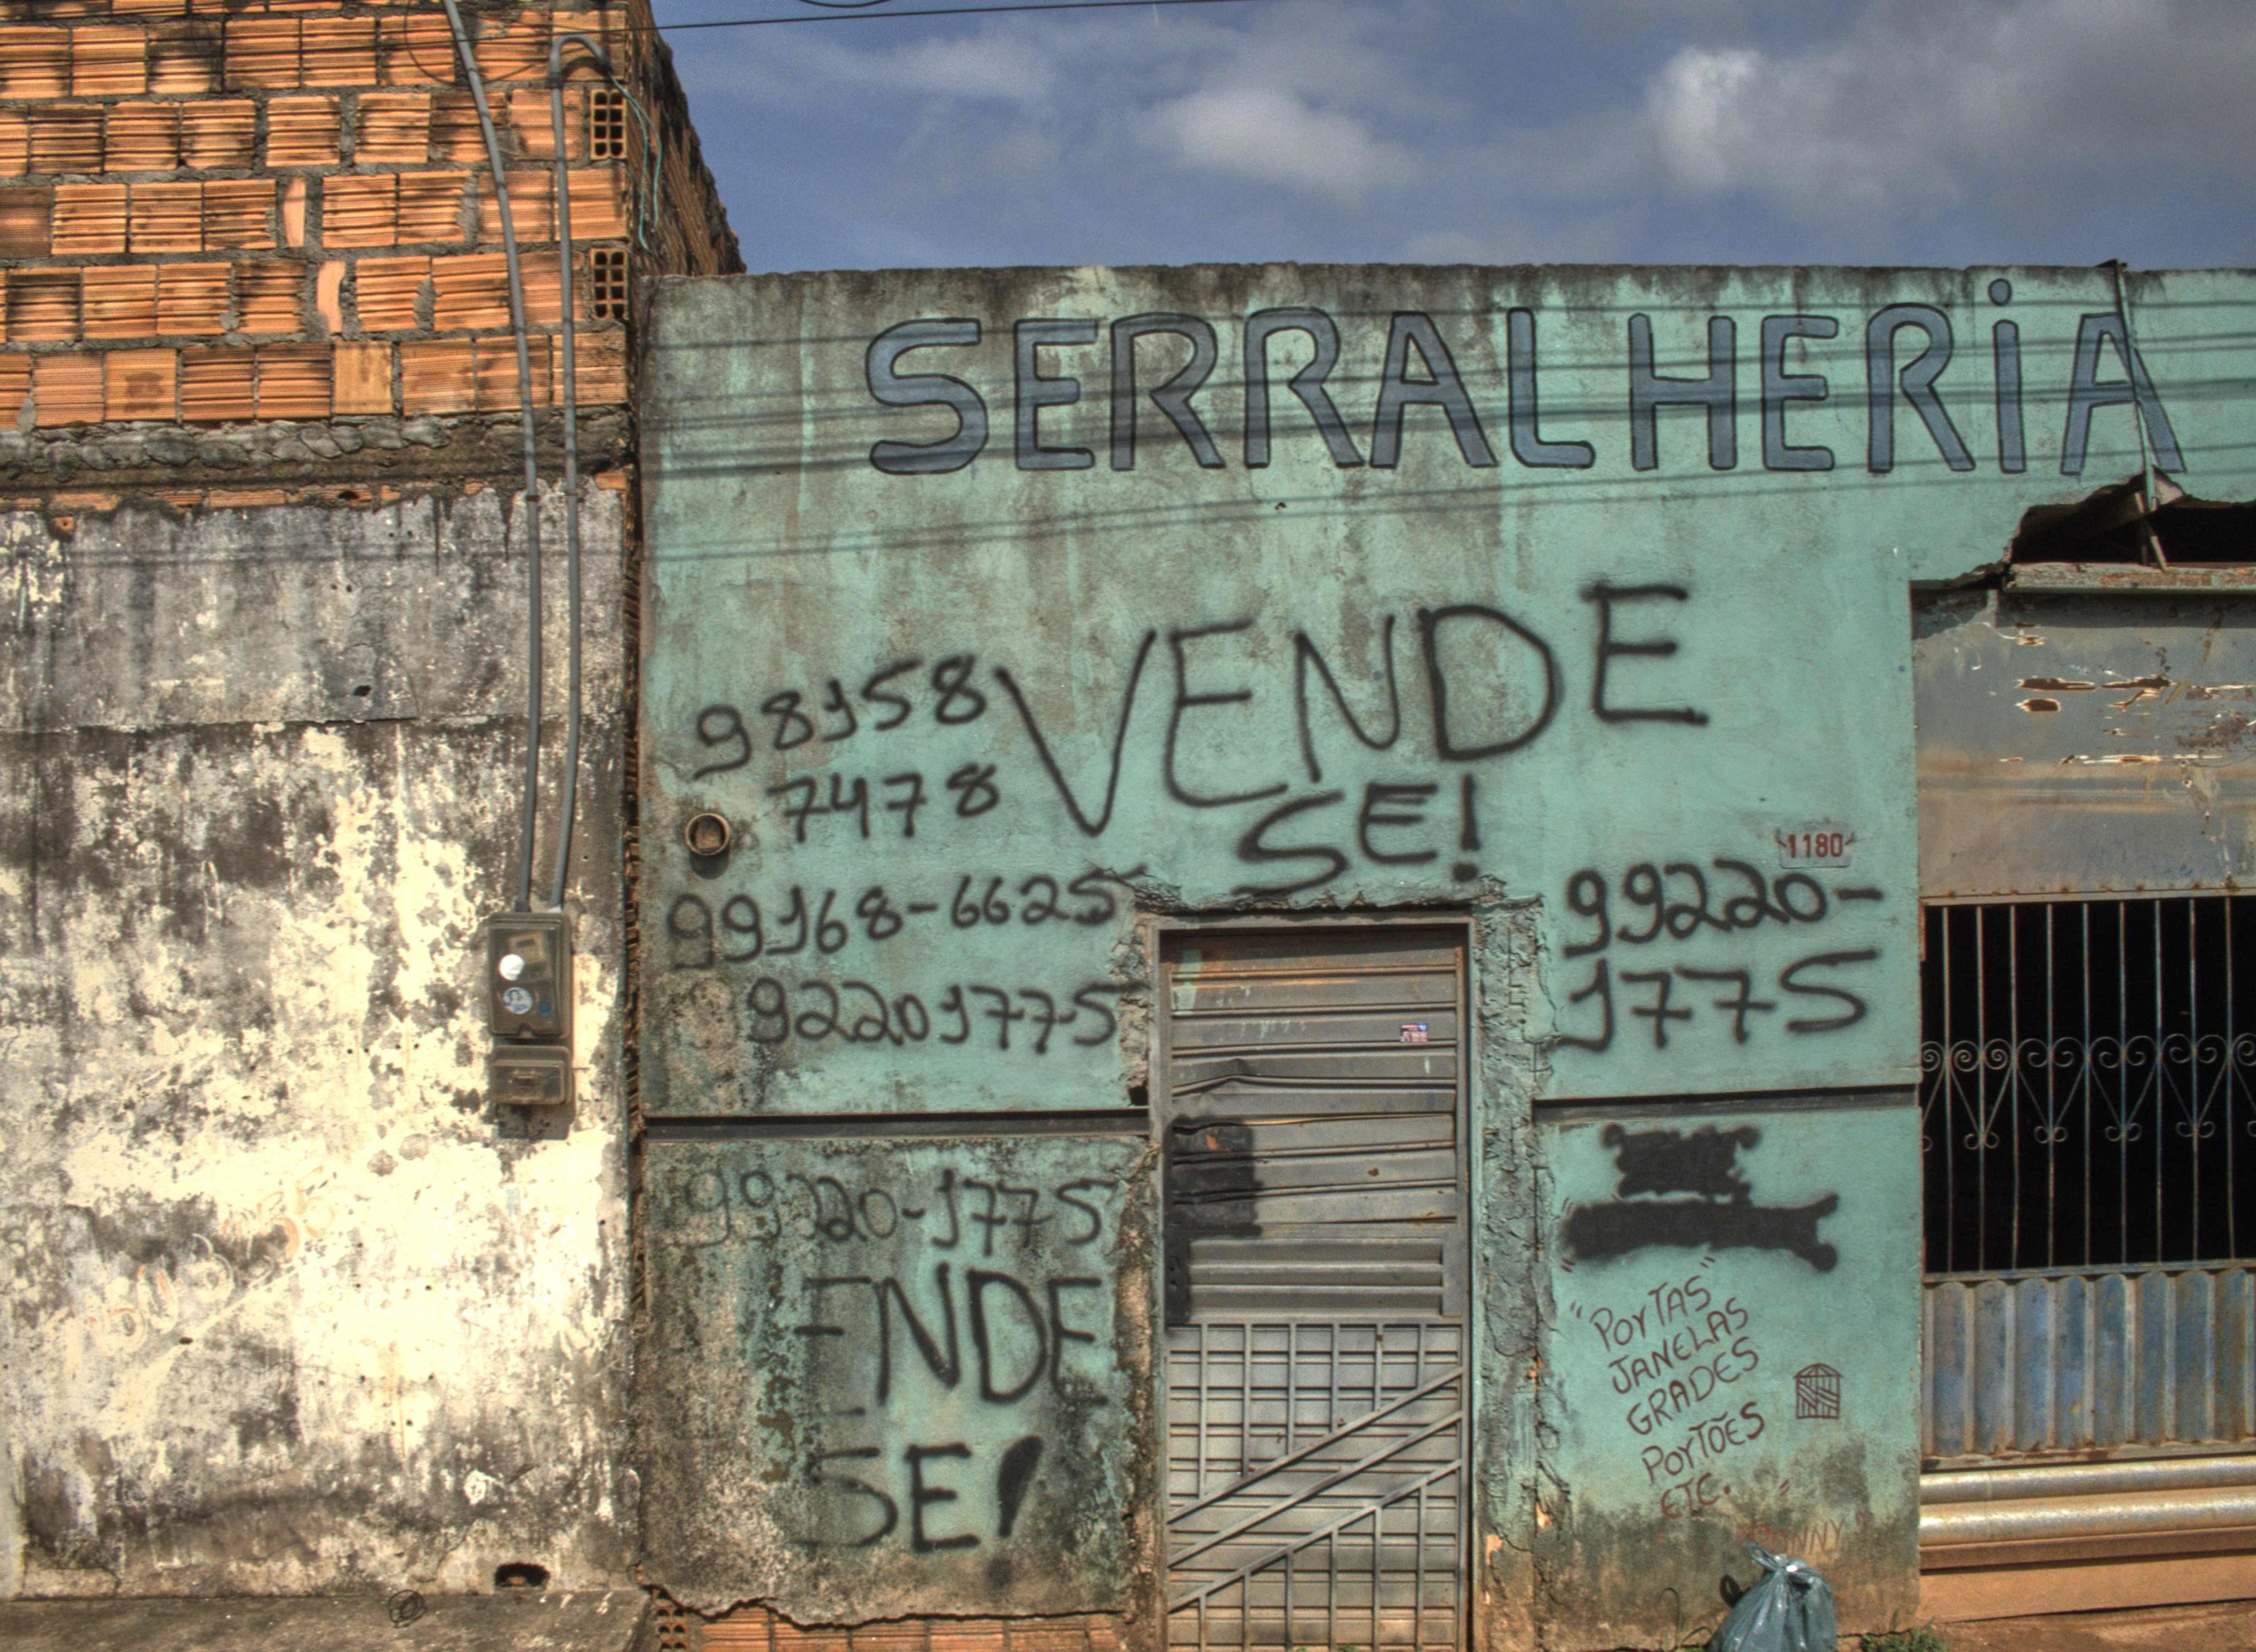 SERRALHERiA
98158
7478
VENDE
SE!
1180
99168-6625
92201775
99220-
1775
99220-1775
ENDE
SE!
"PORTAS"
JANELAS
GRADES
PORTÕES
ETC.